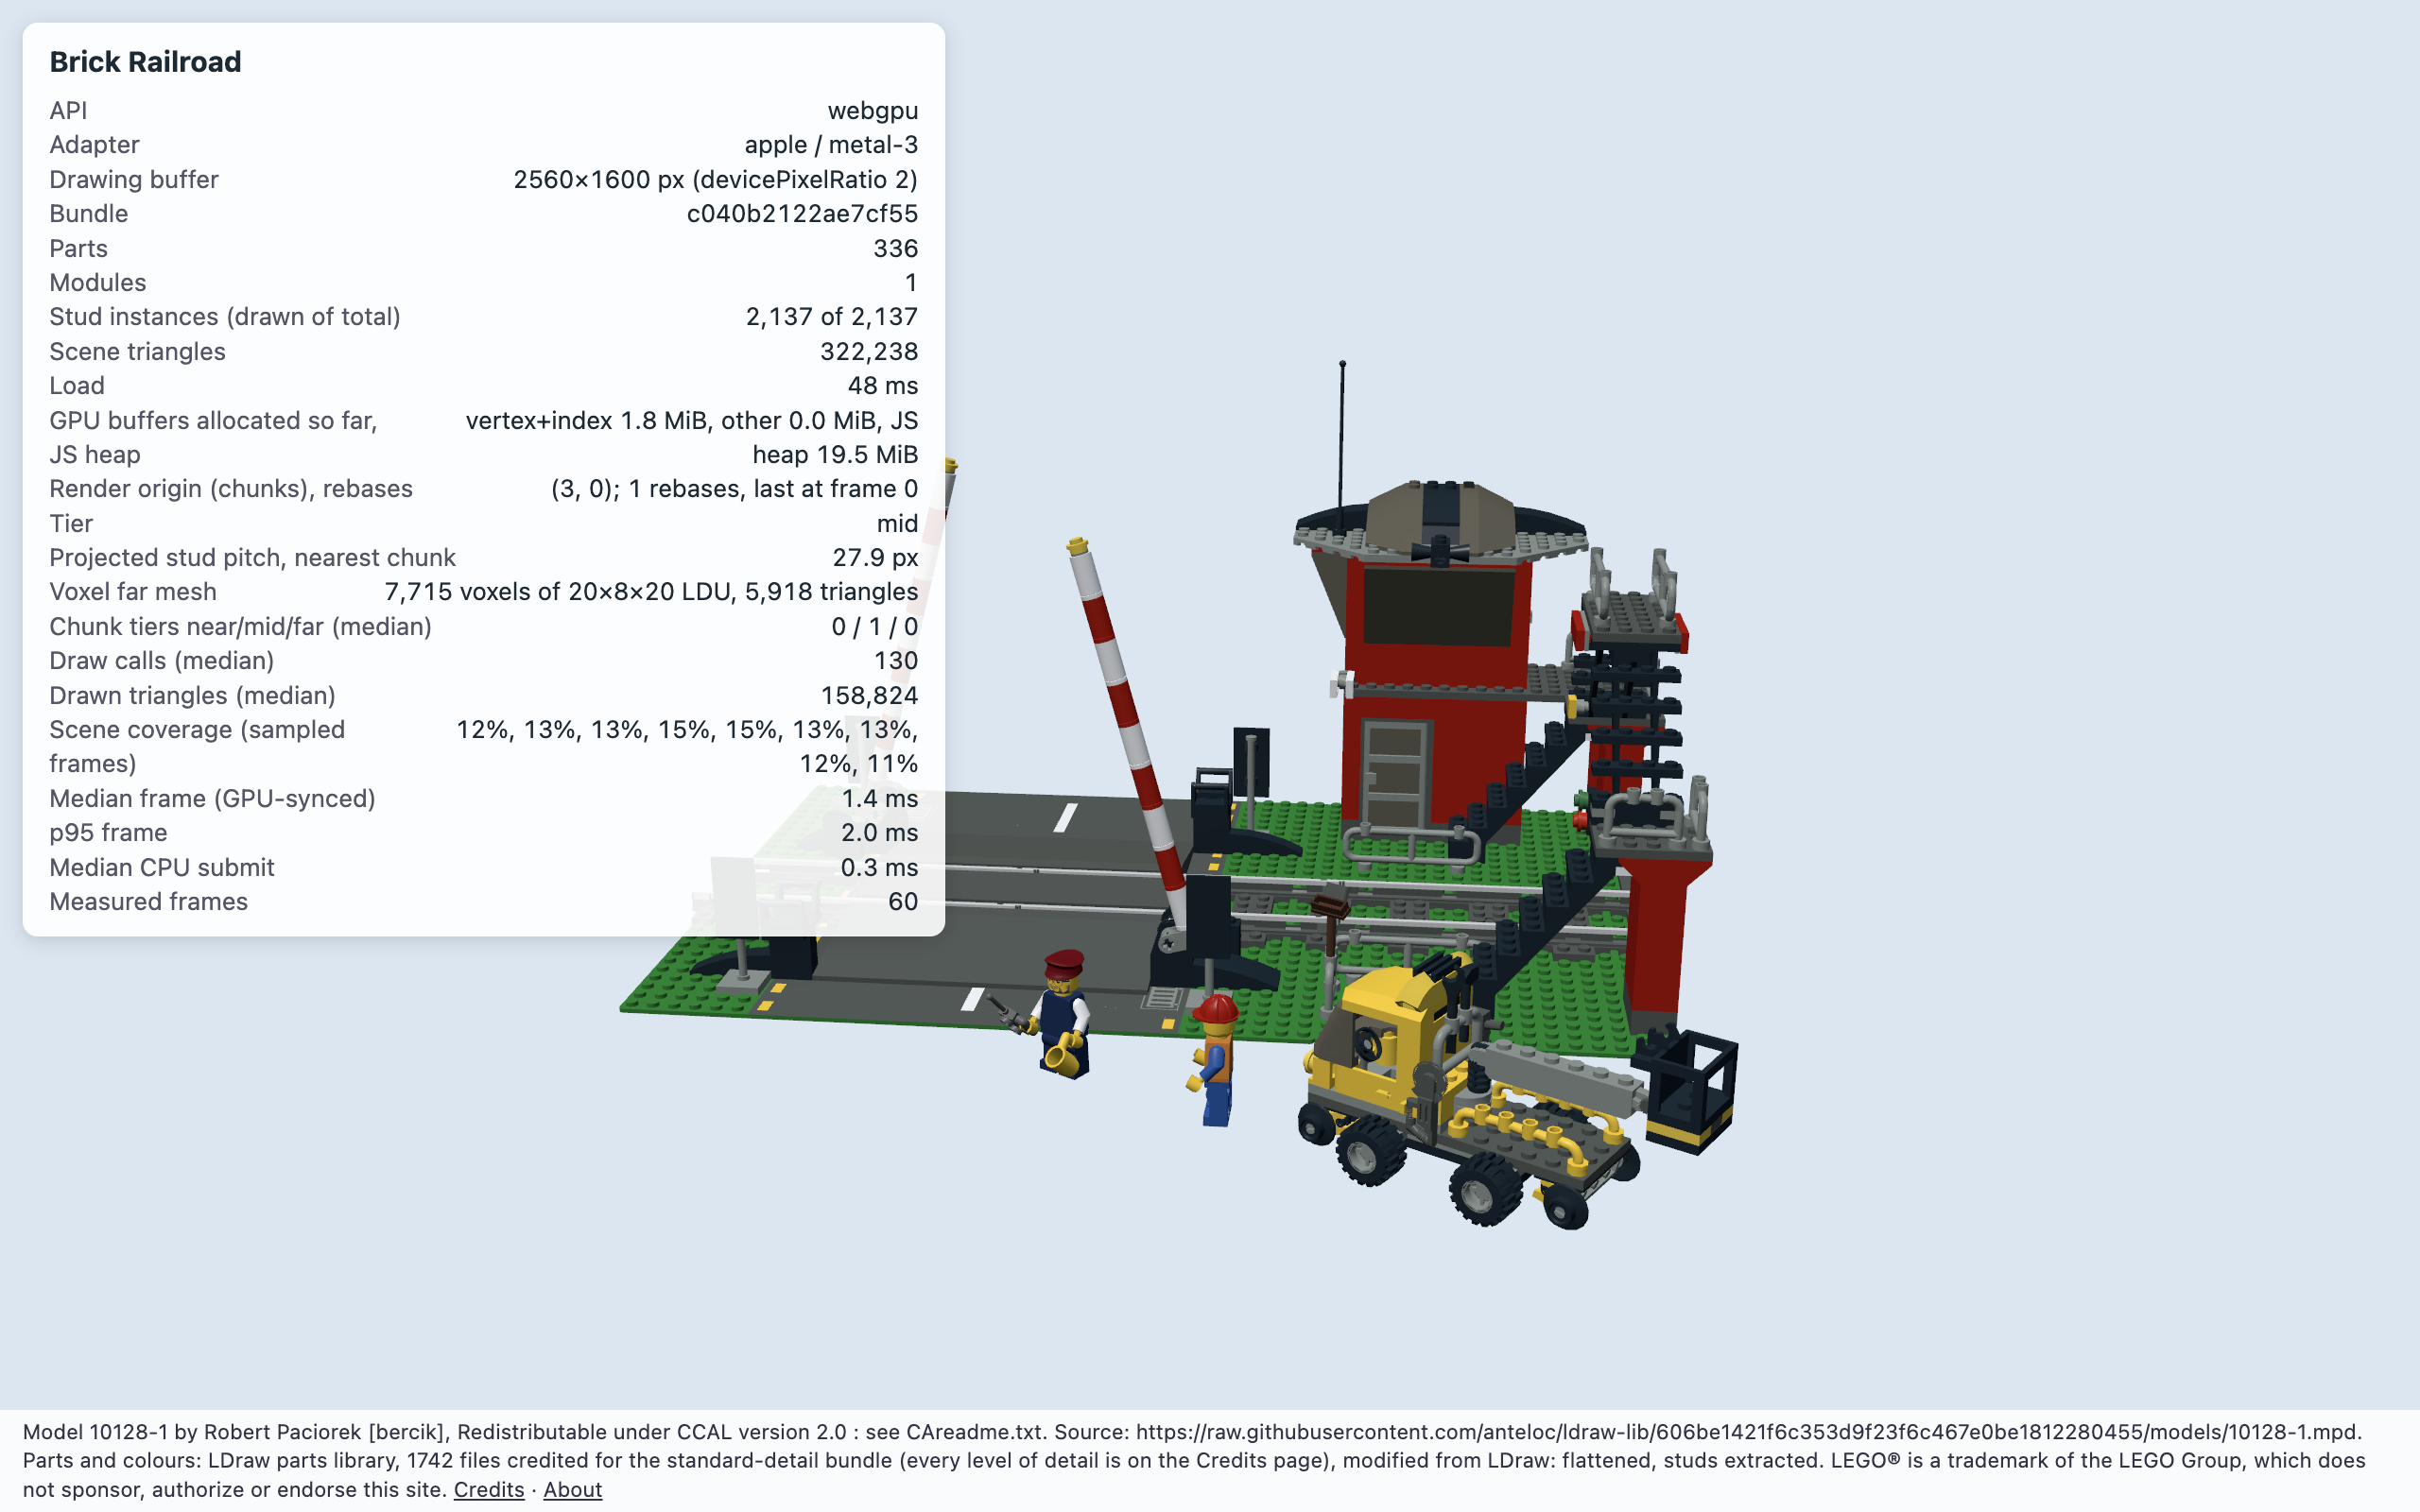 Brick Railroad
API webgpu
Adapter apple / metal-3
Drawing buffer 2560×1600 px (devicePixelRatio 2)
Bundle c040b2122ae7cf55
Parts 336
Modules 1
Stud instances (drawn of total) 2,137 of 2,137
Scene triangles 322,238
Load 48 ms
GPU buffers allocated so far, vertex+index 1.8 MiB, other 0.0 MiB, JS
JS heap heap 19.5 MiB
Render origin (chunks), rebases (3, 0); 1 rebases, last at frame 0
Tier mid
Projected stud pitch, nearest chunk 27.9 px
Voxel far mesh 7,715 voxels of 20×8×20 LDU, 5,918 triangles
Chunk tiers near/mid/far (median) 0 / 1 / 0
Draw calls (median) 130
Drawn triangles (median) 158,824
Scene coverage (sampled 12%, 13%, 13%, 15%, 15%, 13%, 13%,
frames) 12%, 11%
Median frame (GPU-synced) 1.4 ms
p95 frame 2.0 ms
Median CPU submit 0.3 ms
Measured frames 60
Model 10128-1 by Robert Paciorek [bercik], Redistributable under CCAL version 2.0 : see CAreadme.txt. Source: https://raw.githubusercontent.com/anteloc/ldraw-lib/606be1421f6c353d9f23f6c467e0be1812280455/models/10128-1.mpd.
Parts and colours: LDraw parts library, 1742 files credited for the standard-detail bundle (every level of detail is on the Credits page), modified from LDraw: flattened, studs extracted. LEGO® is a trademark of the LEGO Group, which does
not sponsor, authorize or endorse this site. Credits · About